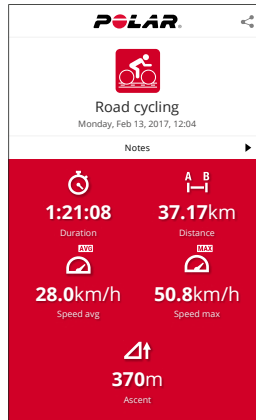 POLAR.
Road cycling
Monday, Feb 13, 2017, 12:04
Notes
A B
1:21:08 37.17km
Duration Distance
AVG MAX
28.0km/h 50.8km/h
Speed avg Speed max
370m
Ascent